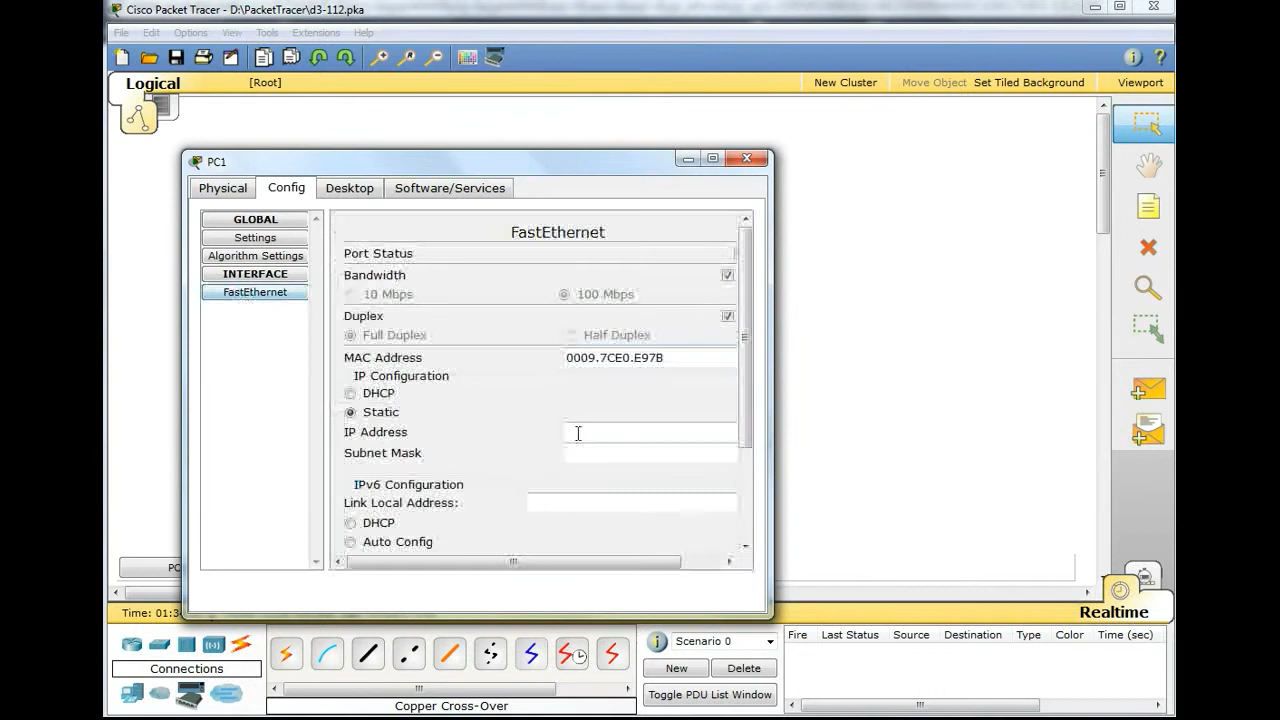 Cisco Packet Tracer - D:\PacketTracer\d3-112.pka
File Edit Options View Tools Extensions Help
Logical [Root] New Cluster Move Object Set Tiled Background Viewport
PC1
Physical Config Desktop Software/Services
GLOBAL
Settings
Algorithm Settings
INTERFACE
FastEthernet
FastEthernet
Port Status
Bandwidth
10 Mbps 100 Mbps
Duplex
Full Duplex Half Duplex
MAC Address 0009.7CE0.E97B
IP Configuration
DHCP
Static
IP Address
Subnet Mask
IPv6 Configuration
Link Local Address:
DHCP
Auto Config
Time: 01:3
Realtime
Connections
Copper Cross-Over
Scenario 0
New Delete
Toggle PDU List Window
Fire Last Status Source Destination Type Color Time (sec)